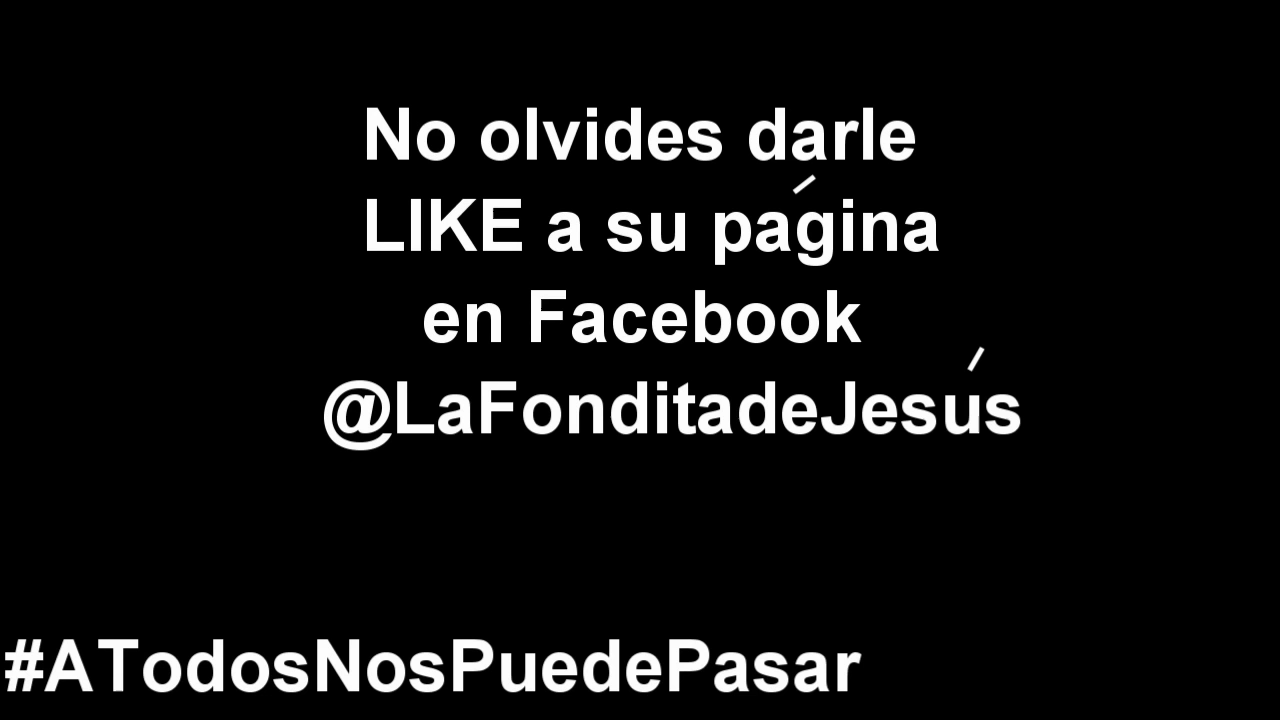 No olvides darle
LIKE a su página
en Facebook
@LaFonditadeJesús
#ATodosNosPuedePasar